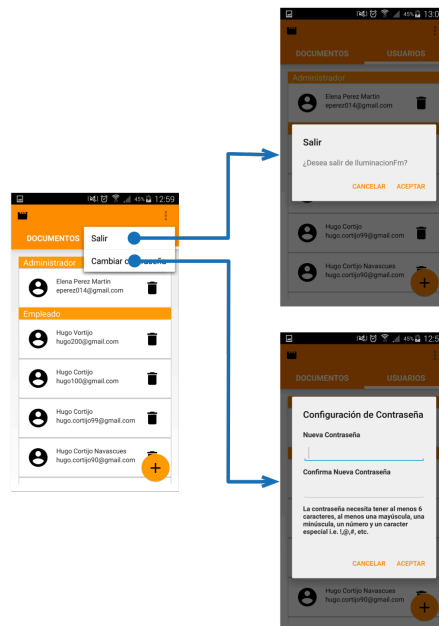 45% 13:0
DOCUMENTOS USUARIOS
Administrador
Elena Perez Martin
eperez014@gmail.com
Salir
¿Desea salir de IluminacionFm?
CANCELAR ACEPTAR
Hugo Cortijo
hugo.cortijo99@gmail.com
Hugo Cortijo Navascues
hugo.cortijo90@gmail.com
+
45% 12:59
DOCUMENTOS
Salir
Cambiar contraseña
Administrador
Elena Perez Martin
eperez014@gmail.com
Empleado
Hugo Vortijo
hugo200@gmail.com
Hugo Cortijo
hugo100@gmail.com
Hugo Cortijo
hugo.cortijo99@gmail.com
Hugo Cortijo Navascues
hugo.cortijo90@gmail.com
+
45% 12:5
DOCUMENTOS USUARIOS
Configuración de Contraseña
Nueva Contraseña
Confirma Nueva Contraseña
La contraseña necesita tener al menos 6
caracteres, al menos una mayúscula, una
minúscula, un número y un caracter
especial i.e. !,@,#, etc.
CANCELAR ACEPTAR
Hugo Cortijo Navascues
hugo.cortijo90@gmail.com
+